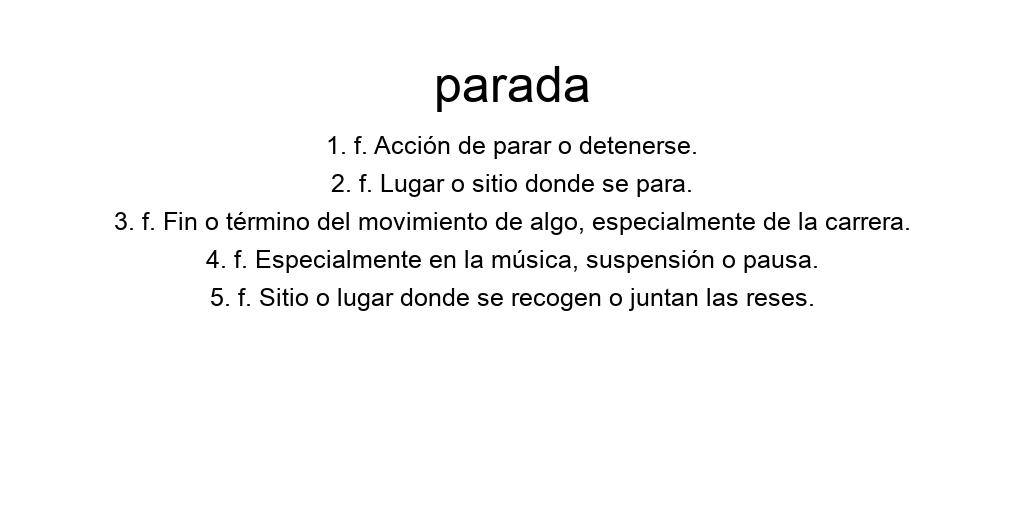 parada
1. f. Acción de parar o detenerse.
2. f. Lugar o sitio donde se para.
3. f. Fin o término del movimiento de algo, especialmente de la carrera.
4. f. Especialmente en la música, suspensión o pausa.
5. f. Sitio o lugar donde se recogen o juntan las reses.